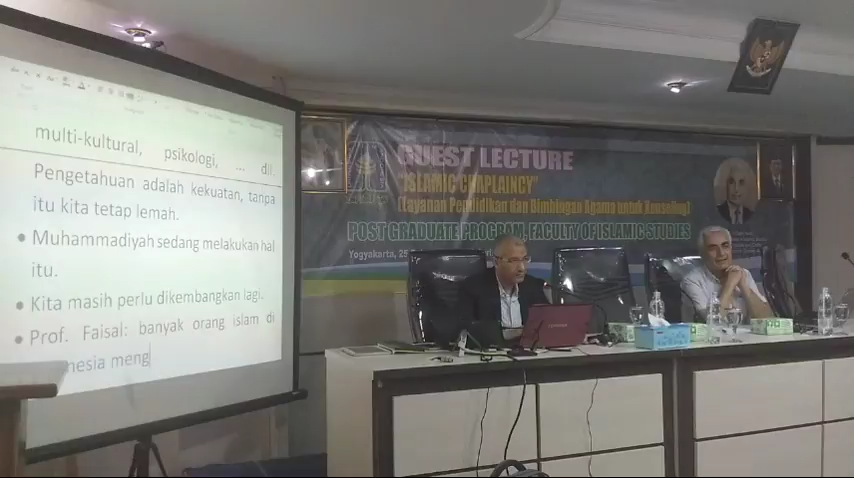 multi-kultural, psikologi, ... dll.
Pengetahuan adalah kekuatan, tanpa
itu kita tetap lemah.
• Muhammadiyah sedang melakukan hal
itu.
• Kita masih perlu dikembangkan lagi.
• Prof. Faisal: banyak orang islam di
nesia meng
GUEST LECTURE
"ISLAMIC CHAPLAINCY"
(Layanan Pendidikan dan Bimbingan Agama untuk Konseling)
POST GRADUATE PROGRAM, FACULTY OF ISLAMIC STUDIES
Yogyakarta, 25